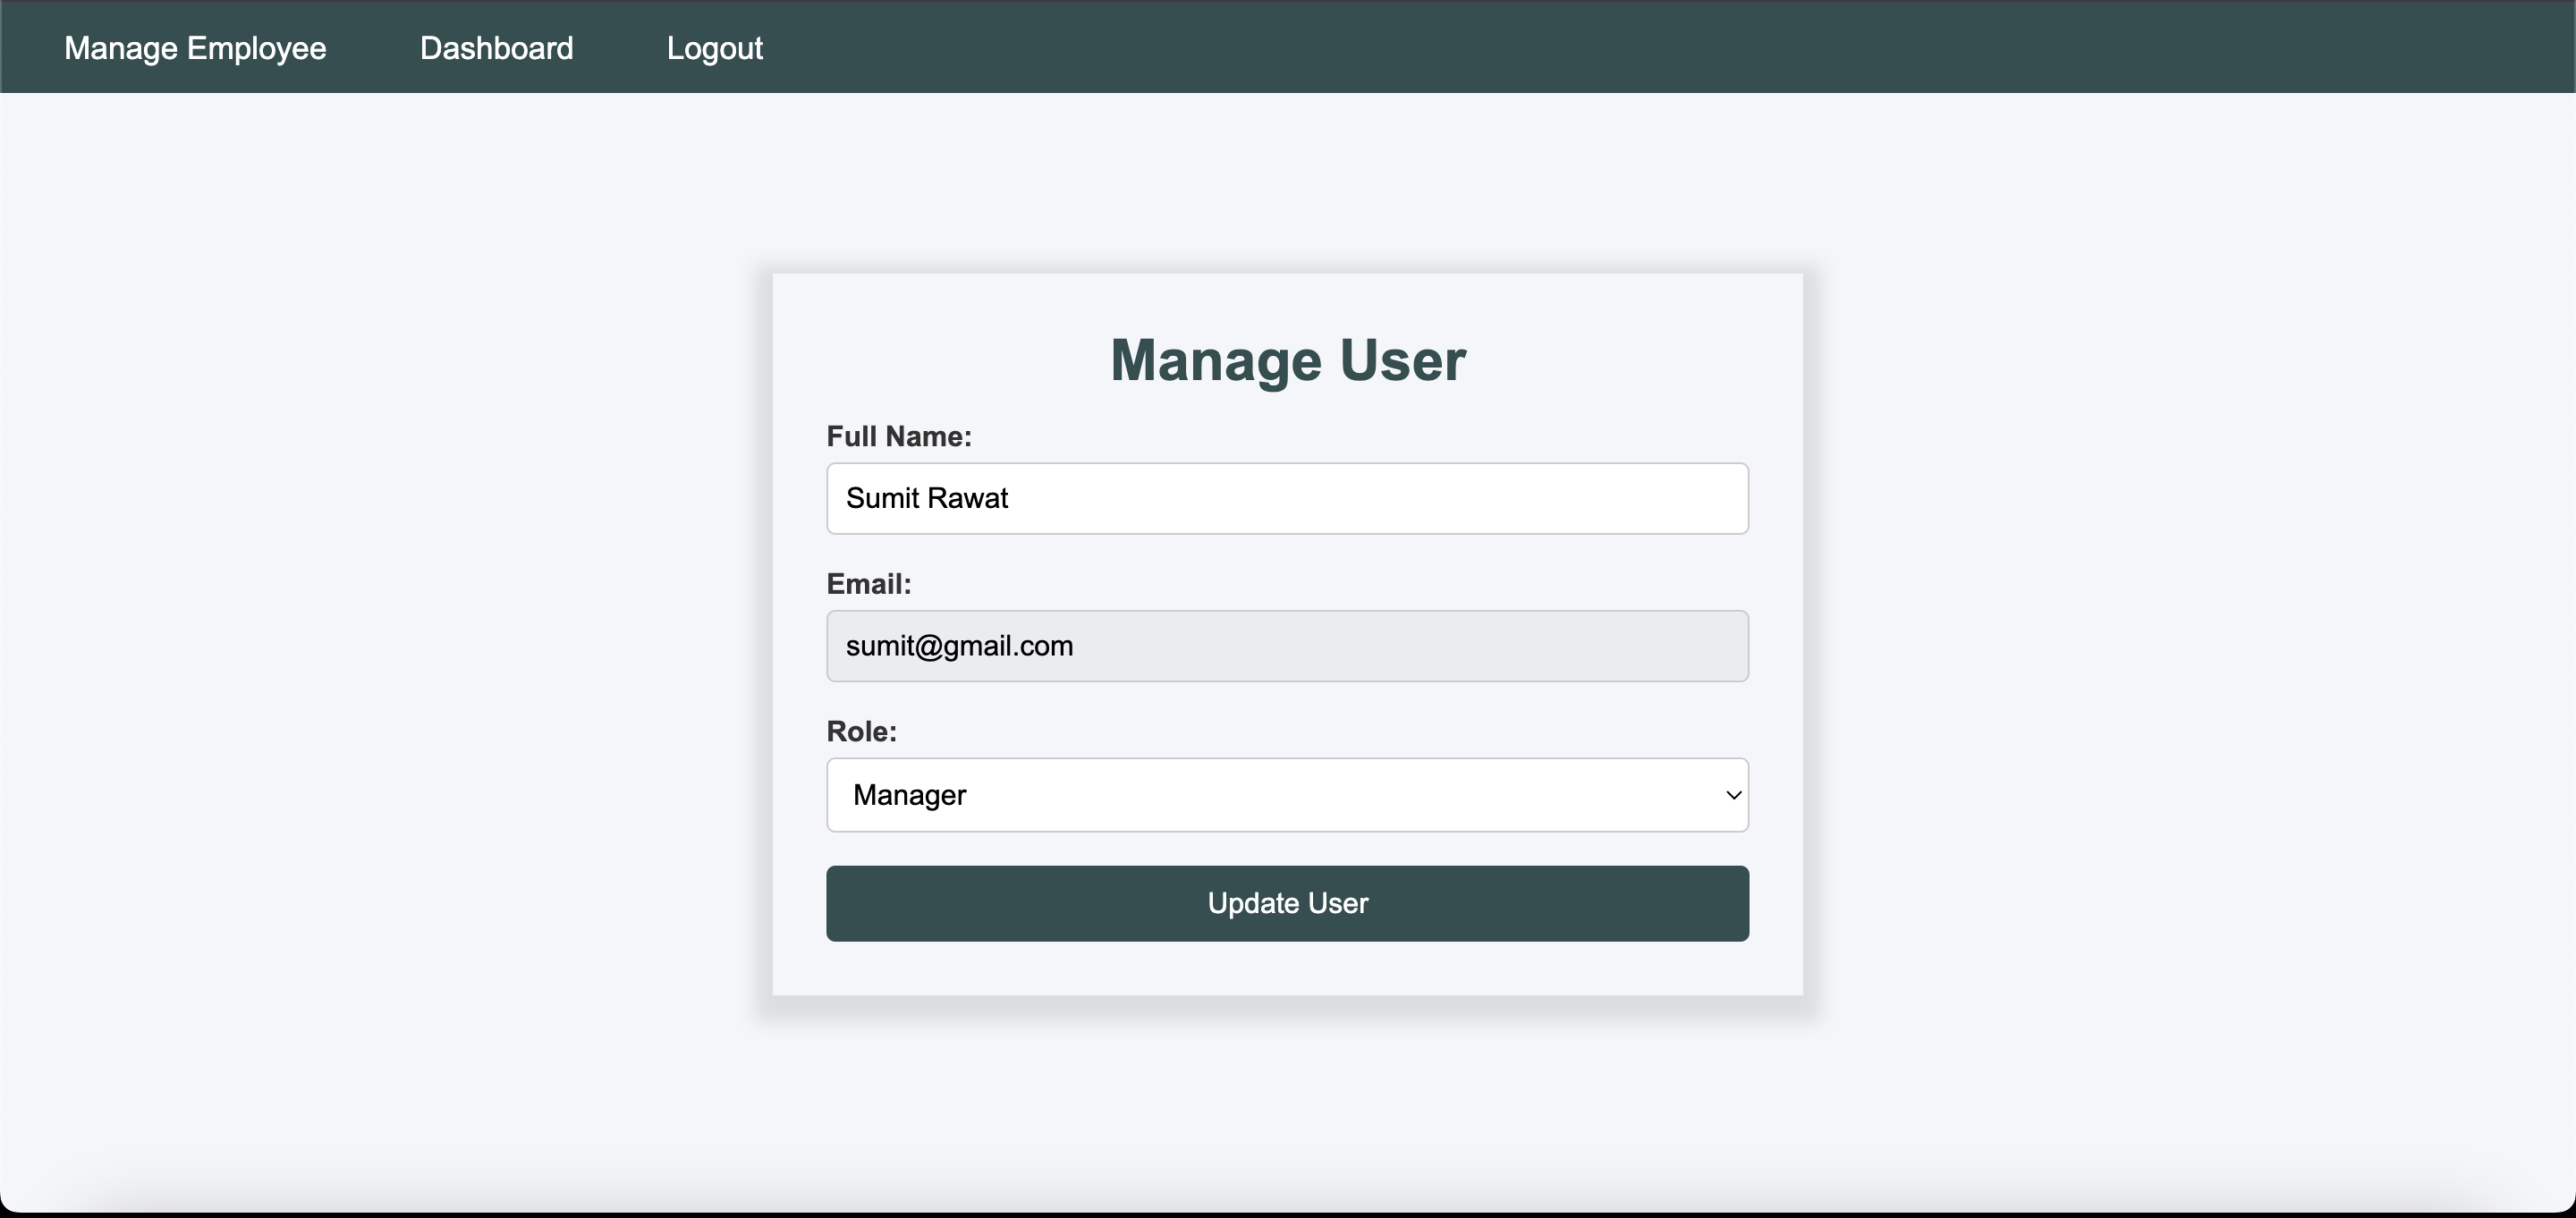 Manage Employee Dashboard Logout
Manage User
Full Name:
Sumit Rawat
Email:
sumit@gmail.com
Role:
Manager
Update User